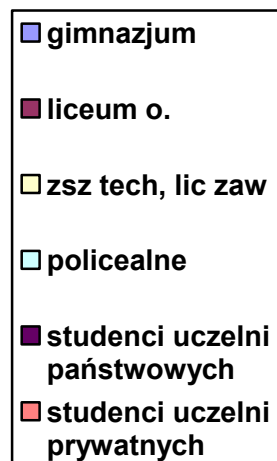 gimnazjum
liceum o.
zsz tech, lic zaw
policealne
studenci uczelni
państwowych
studenci uczelni
prywatnych